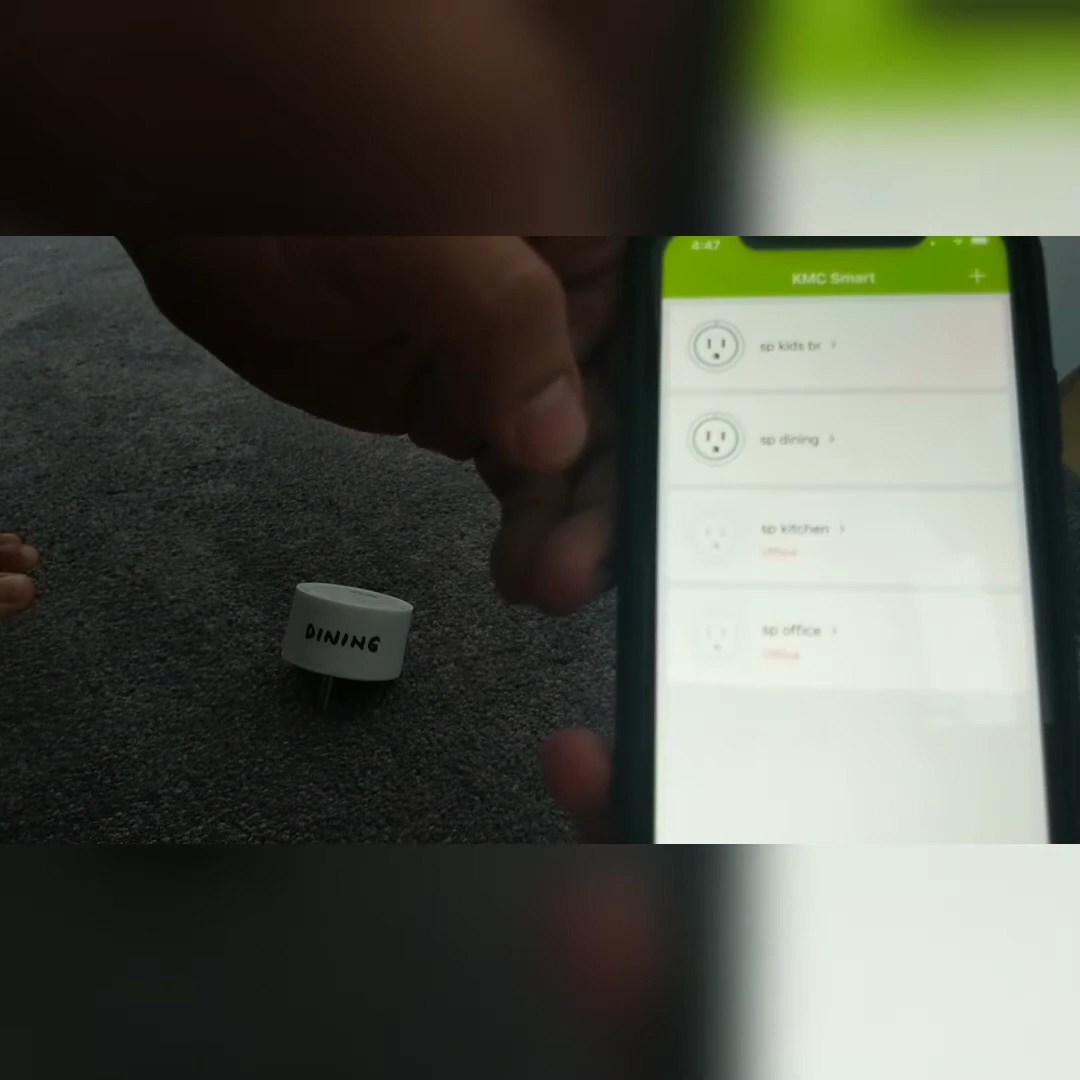 4:47
KMC Smart
sp kids br
sp dining
sp kitchen
Offline
sp office
Offline
DINING